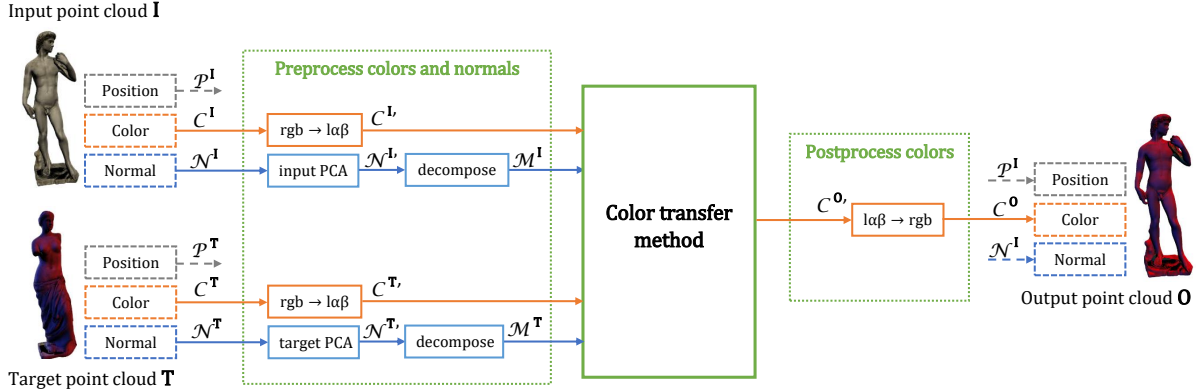 Input point cloud I
Preprocess colors and normals
Position 𝒫^I
Color C^I rgb → lαβ C^I,
Normal 𝒩^I input PCA 𝒩^I, decompose ℳ^I
Color transfer
method
Postprocess colors
C^O, lαβ → rgb C^O
𝒫^I Position
Color
𝒩^I Normal
Position 𝒫^T
Color C^T rgb → lαβ C^T,
Normal 𝒩^T target PCA 𝒩^T, decompose ℳ^T
Output point cloud O
Target point cloud T